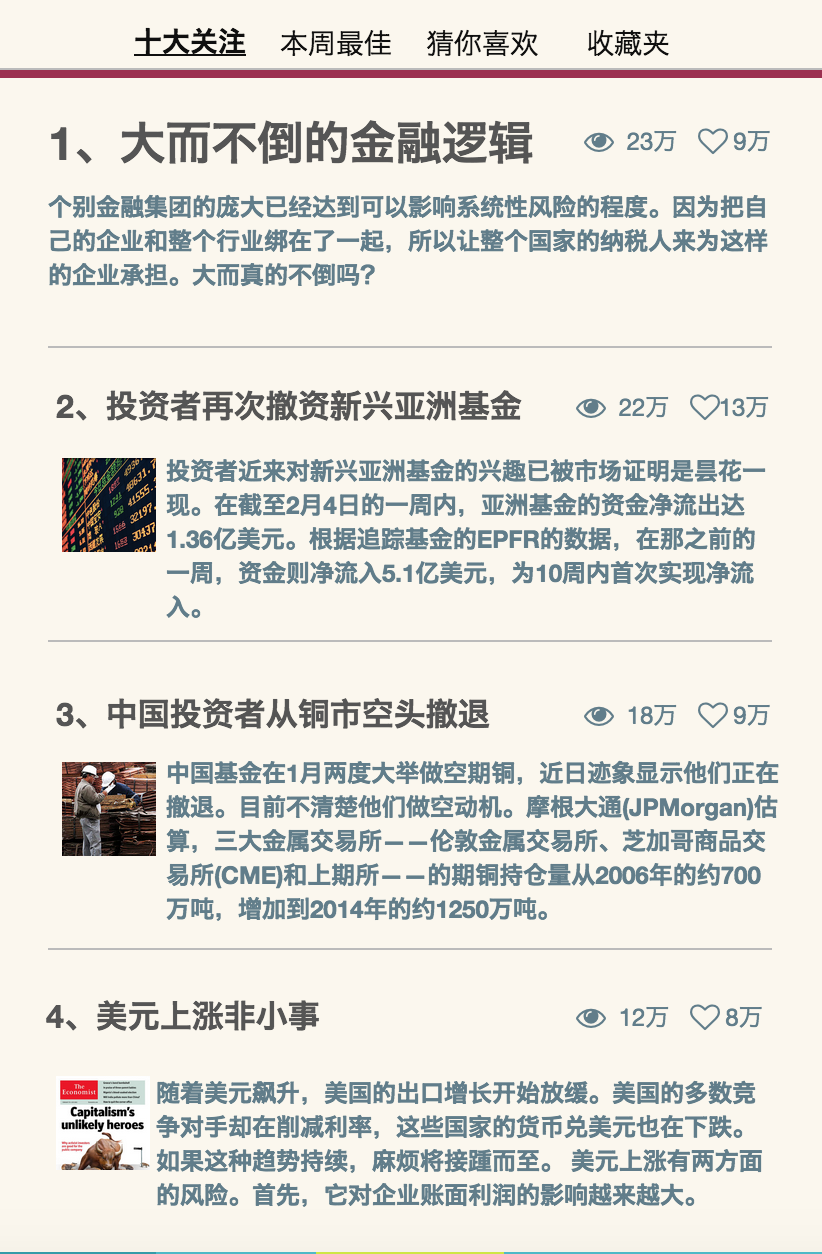 十大关注 本周最佳 猜你喜欢 收藏夹
1、大而不倒的金融逻辑 23万 9万
个别金融集团的庞大已经达到可以影响系统性风险的程度。因为把自
己的企业和整个行业绑在了一起，所以让整个国家的纳税人来为这样
的企业承担。大而真的不倒吗？
2、投资者再次撤资新兴亚洲基金 22万 13万
投资者近来对新兴亚洲基金的兴趣已被市场证明是昙花一
现。在截至2月4日的一周内，亚洲基金的资金净流出达
1.36亿美元。根据追踪基金的EPFR的数据，在那之前的
一周，资金则净流入5.1亿美元，为10周内首次实现净流
入。
3、中国投资者从铜市空头撤退 18万 9万
中国基金在1月两度大举做空期铜，近日迹象显示他们正在
撤退。目前不清楚他们做空动机。摩根大通(JPMorgan)估
算，三大金属交易所——伦敦金属交易所、芝加哥商品交
易所(CME)和上期所——的期铜持仓量从2006年的约700
万吨，增加到2014年的约1250万吨。
4、美元上涨非小事 12万 8万
The
Economist
Capitalism's
unlikely heroes
随着美元飙升，美国的出口增长开始放缓。美国的多数竞
争对手却在削减利率，这些国家的货币兑美元也在下跌。
如果这种趋势持续，麻烦将接踵而至。 美元上涨有两方面
的风险。首先，它对企业账面利润的影响越来越大。